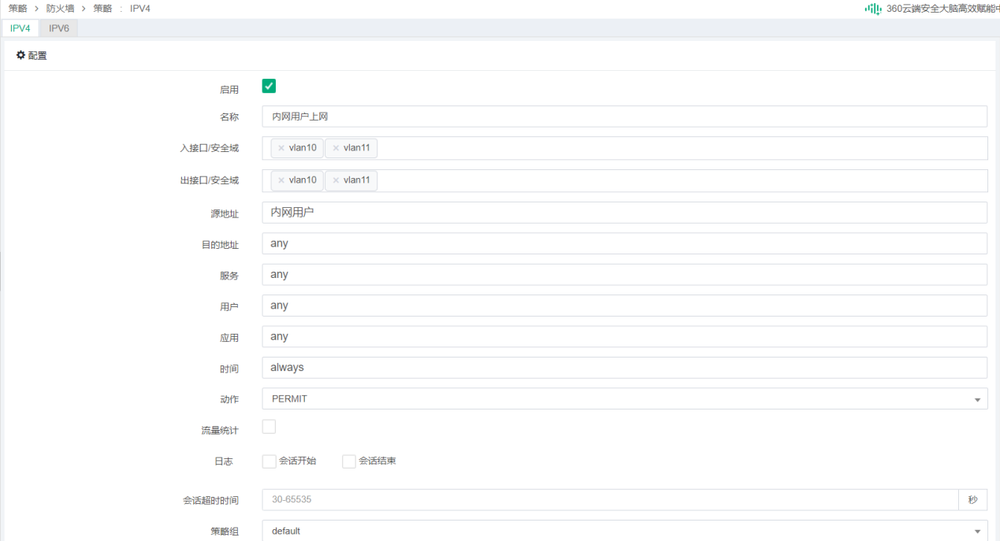 策略 > 防火墙 > 策略 : IPV4
360云端安全大脑高效赋能中
IPV4 IPV6
配置
启用
名称 内网用户上网
入接口/安全域 × vlan10 × vlan11
出接口/安全域 × vlan10 × vlan11
源地址 内网用户
目的地址 any
服务 any
用户 any
应用 any
时间 always
动作 PERMIT
流量统计
日志 会话开始 会话结束
会话超时时间 30-65535 秒
策略组 default